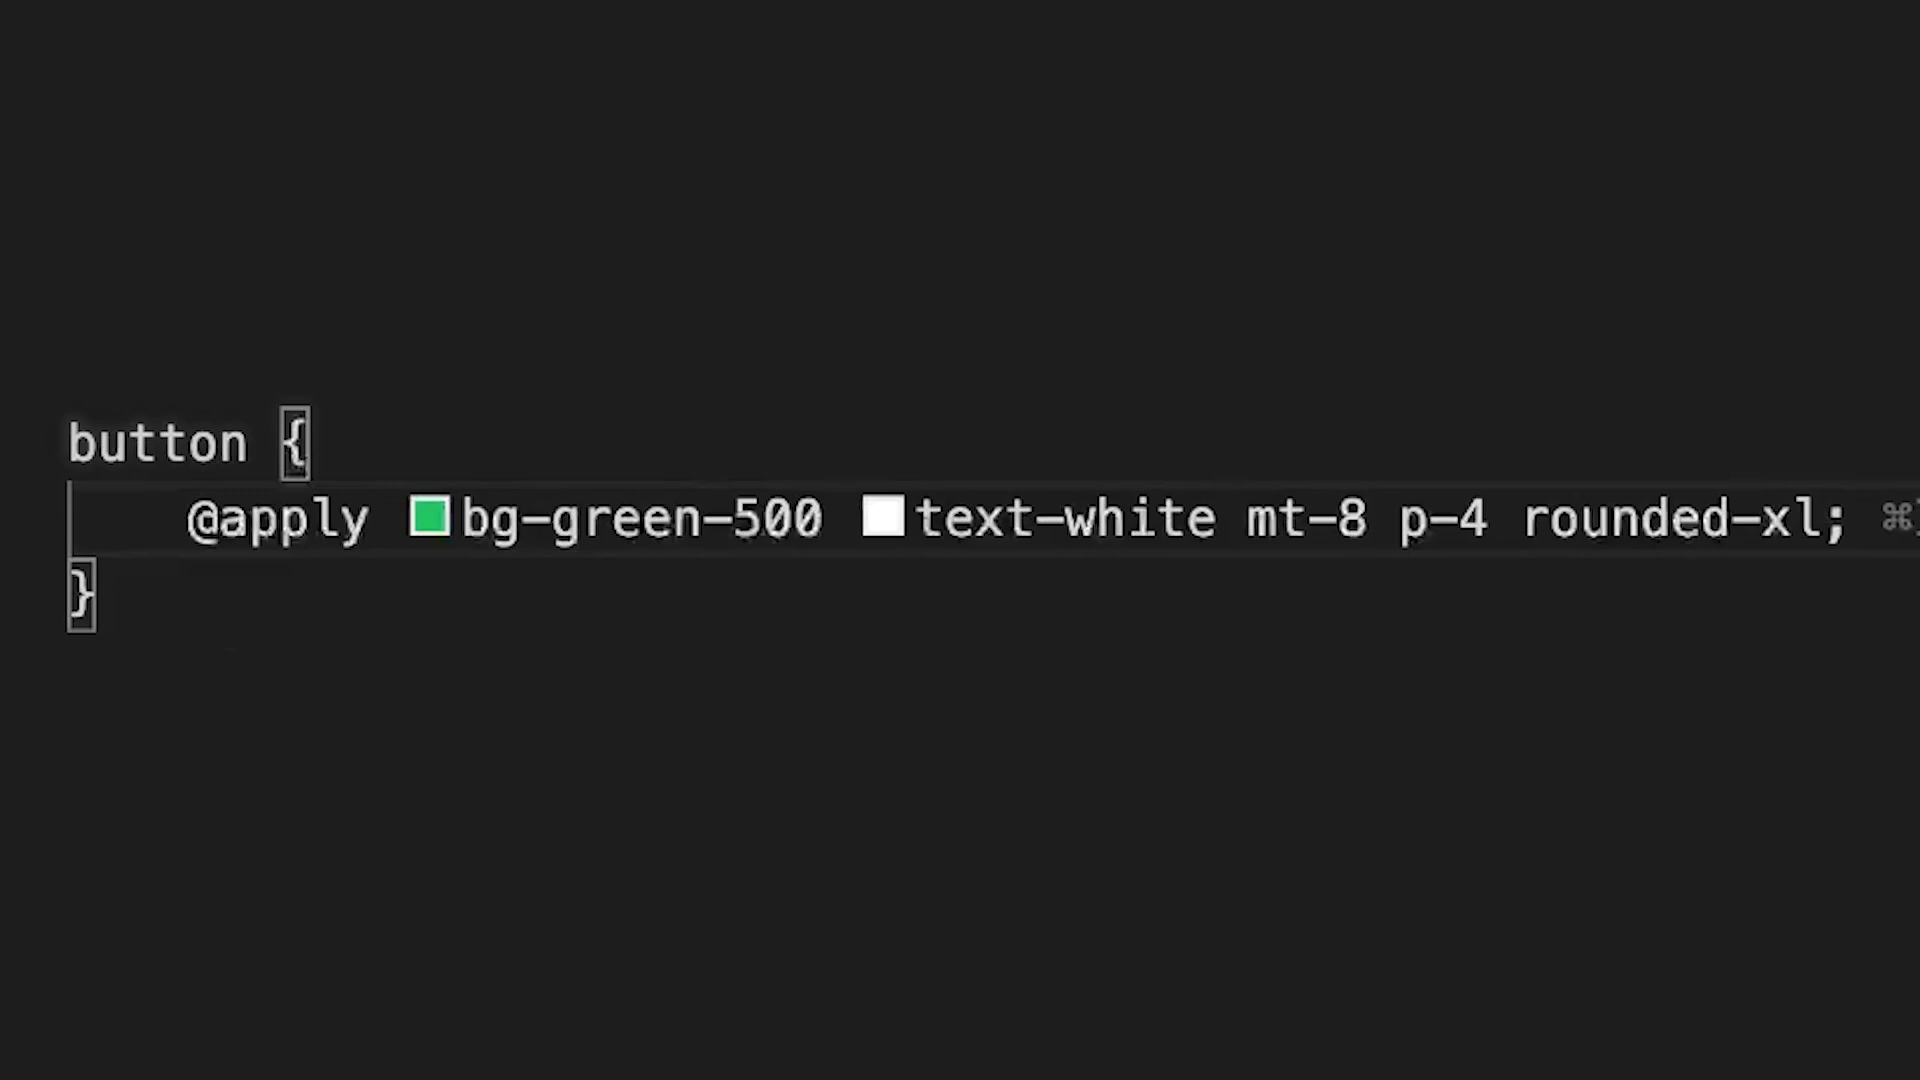 button {
@apply bg-green-500 text-white mt-8 p-4 rounded-xl; ⌘
}